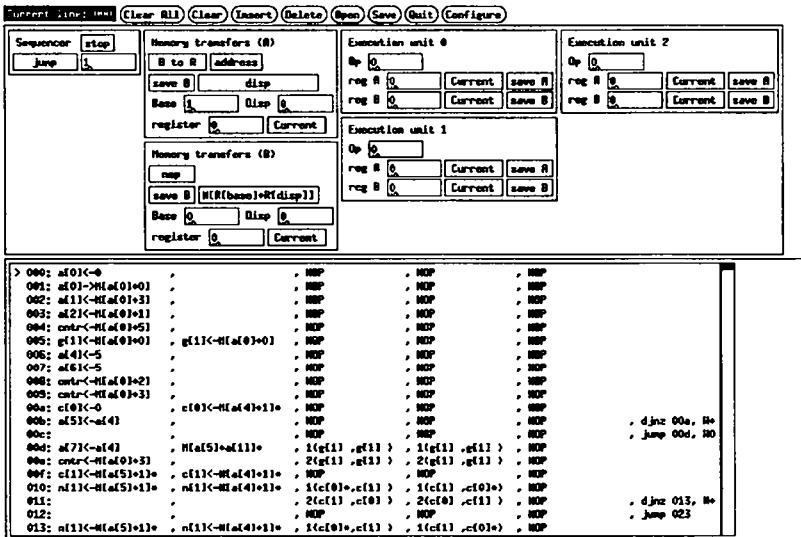 Current line: 000 Clear All Clear Insert Delete Open Save Quit Configure
Sequencer stop
jump 1
Memory transfers (A)
B to R address
save B disp
Base 1 Disp 0
register 0 Current
Memory transfers (B)
nop
save B M[R[base]+R[disp]]
Base 0 Disp 0
register 0 Current
Execution unit 0
Op 0
reg A 0 Current save A
reg B 0 Current save B
Execution unit 1
Op 0
reg A 0 Current save A
reg B 0 Current save B
Execution unit 2
Op 0
reg A 0 Current save A
reg B 0 Current save B
> 000: a[0]<-0 , , NOP , NOP , NOP
001: a[0]->M[a[0]+0] , , NOP , NOP , NOP
002: a[1]<-M[a[0]+3] , , NOP , NOP , NOP
003: a[2]<-M[a[0]+1] , , NOP , NOP , NOP
004: cntr<-M[a[0]+5] , , NOP , NOP , NOP
005: g[1]<-M[a[0]+0] , g[1]<-M[a[0]+0] , NOP , NOP , NOP
006: a[4]<-5 , , NOP , NOP , NOP
007: a[6]<-5 , , NOP , NOP , NOP
008: cntr<-M[a[0]+2] , , NOP , NOP , NOP
009: cntr<-M[a[0]+3] , , NOP , NOP , NOP
00a: c[0]<-0 , c[0]<-M[a[4]+1]* , NOP , NOP , NOP
00b: a[5]<-a[4] , , NOP , NOP , NOP , djnz 00a, N*
00c: , , NOP , NOP , NOP , jump 00d, NO
00d: a[7]<-a[4] , M[a[5]+a[1]]* , 1(g[1] ,g[1] ) , 1(g[1] ,g[1] ) , NOP
00e: cntr<-M[a[0]+3] , , 2(g[1] ,g[1] ) , 2(g[1] ,g[1] ) , NOP
00f: c[1]<-M[a[5]+1]* , c[1]<-M[a[4]+1]* , NOP , NOP , NOP
010: n[1]<-M[a[5]+1]* , n[1]<-M[a[4]+1]* , 1(c[0]*,c[1] ) , 1(c[1] ,c[0]*) , NOP
011: , , 2(c[1] ,c[0] ) , 2(c[0] ,c[1] ) , NOP , djnz 013, N*
012: , , NOP , NOP , NOP , jump 023
013: n[1]<-M[a[5]+1]* , n[1]<-M[a[4]+1]* , 1(c[0]*,c[1] ) , 1(c[1] ,c[0]*) , NOP